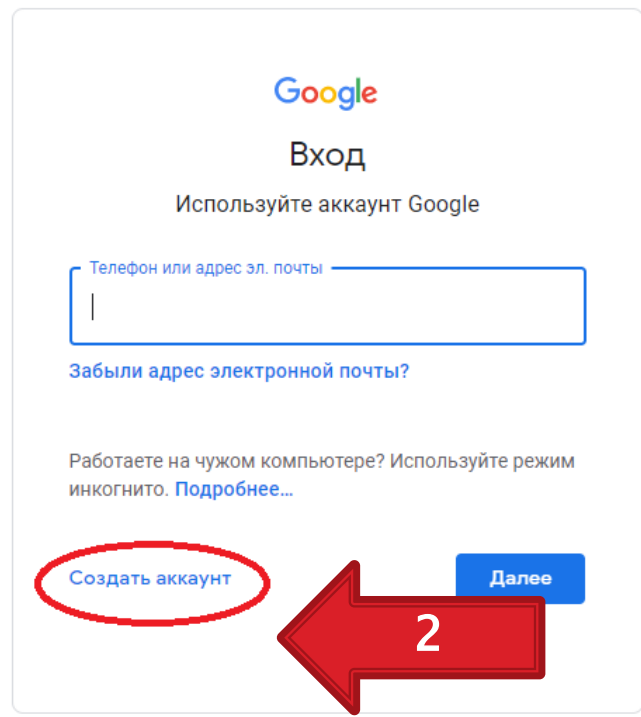 Google
Вход
Используйте аккаунт Google
Телефон или адрес эл. почты
Забыли адрес электронной почты?
Работаете на чужом компьютере? Используйте режим
инкогнито. Подробнее...
Создать аккаунт
Далее
2